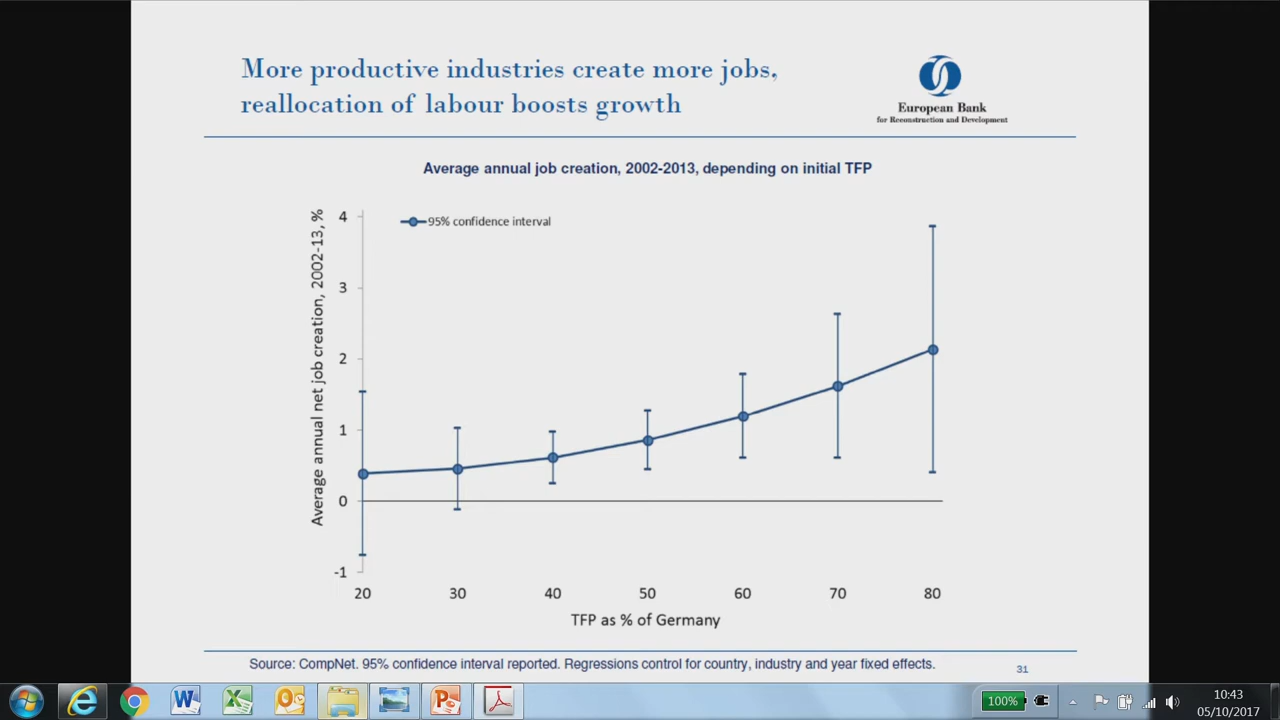 More productive industries create more jobs,
reallocation of labour boosts growth
European Bank
for Reconstruction and Development
Average annual job creation, 2002-2013, depending on initial TFP
Average annual net job creation, 2002-13, %
95% confidence interval
4
3
2
1
0
-1
20 30 40 50 60 70 80
TFP as % of Germany
Source: CompNet. 95% confidence interval reported. Regressions control for country, industry and year fixed effects.
31
100%
10:43
05/10/2017